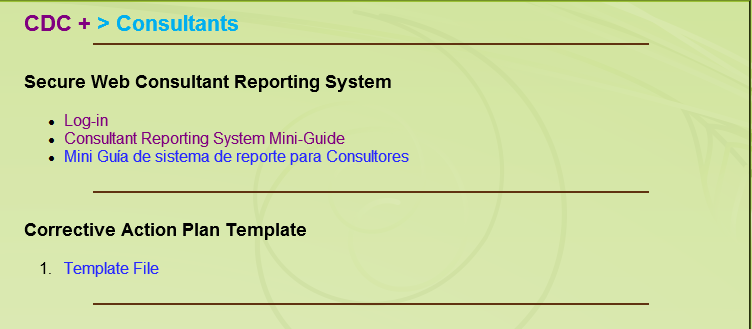 CDC + > Consultants
Secure Web Consultant Reporting System
Log-in
Consultant Reporting System Mini-Guide
Mini Guía de sistema de reporte para Consultores
Corrective Action Plan Template
1. Template File